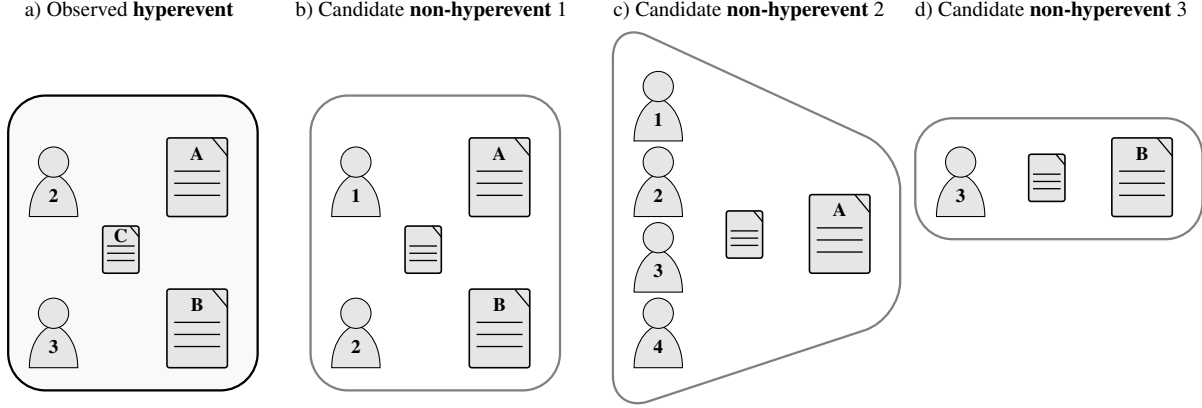 a) Observed hyperevent
2
A
C
3
B
b) Candidate non-hyperevent 1
1
A
2
B
c) Candidate non-hyperevent 2
1
2
3
4
A
d) Candidate non-hyperevent 3
3
B